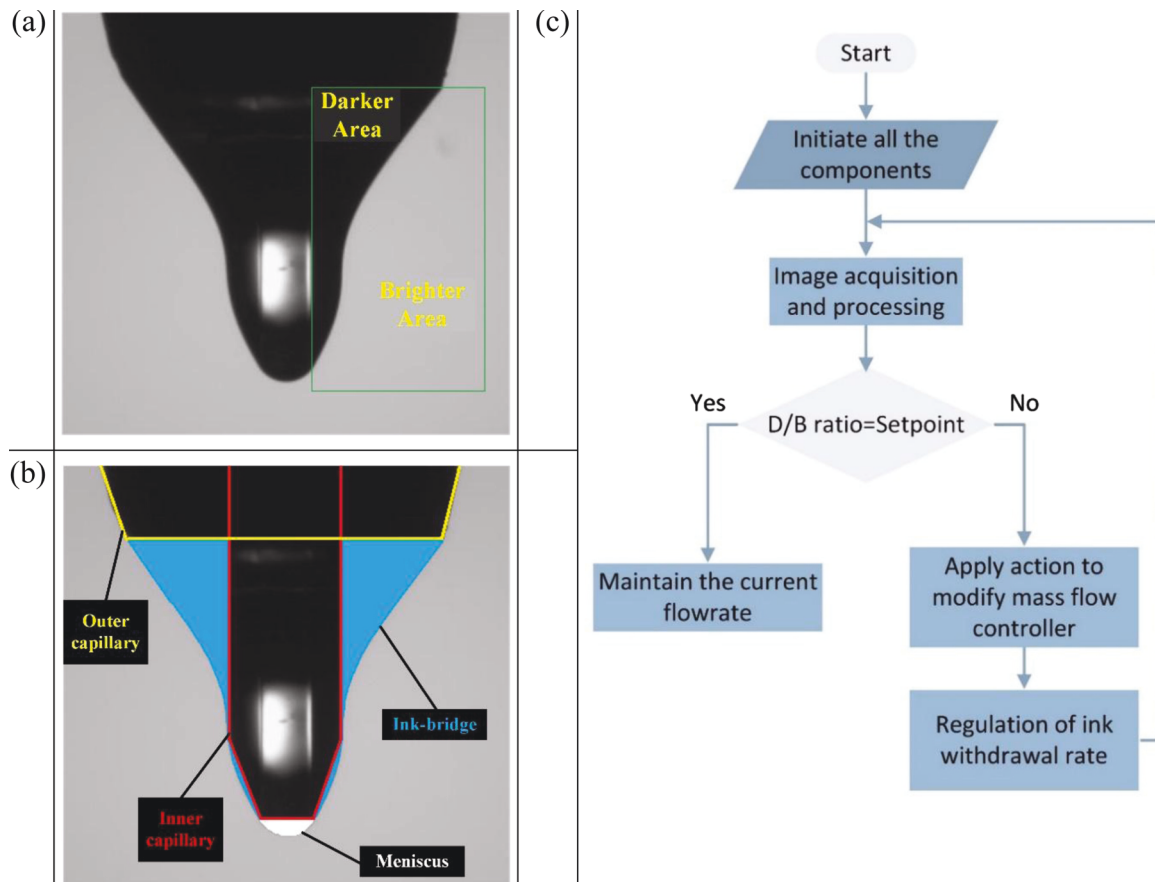 (a)
Darker
Area
Brighter
Area
(b)
Outer
capillary
Ink-bridge
Inner
capillary
Meniscus
(c)
Start
Initiate all the
components
Image acquisition
and processing
Yes
No
D/B ratio=Setpoint
Maintain the current
flowrate
Apply action to
modify mass flow
controller
Regulation of ink
withdrawal rate